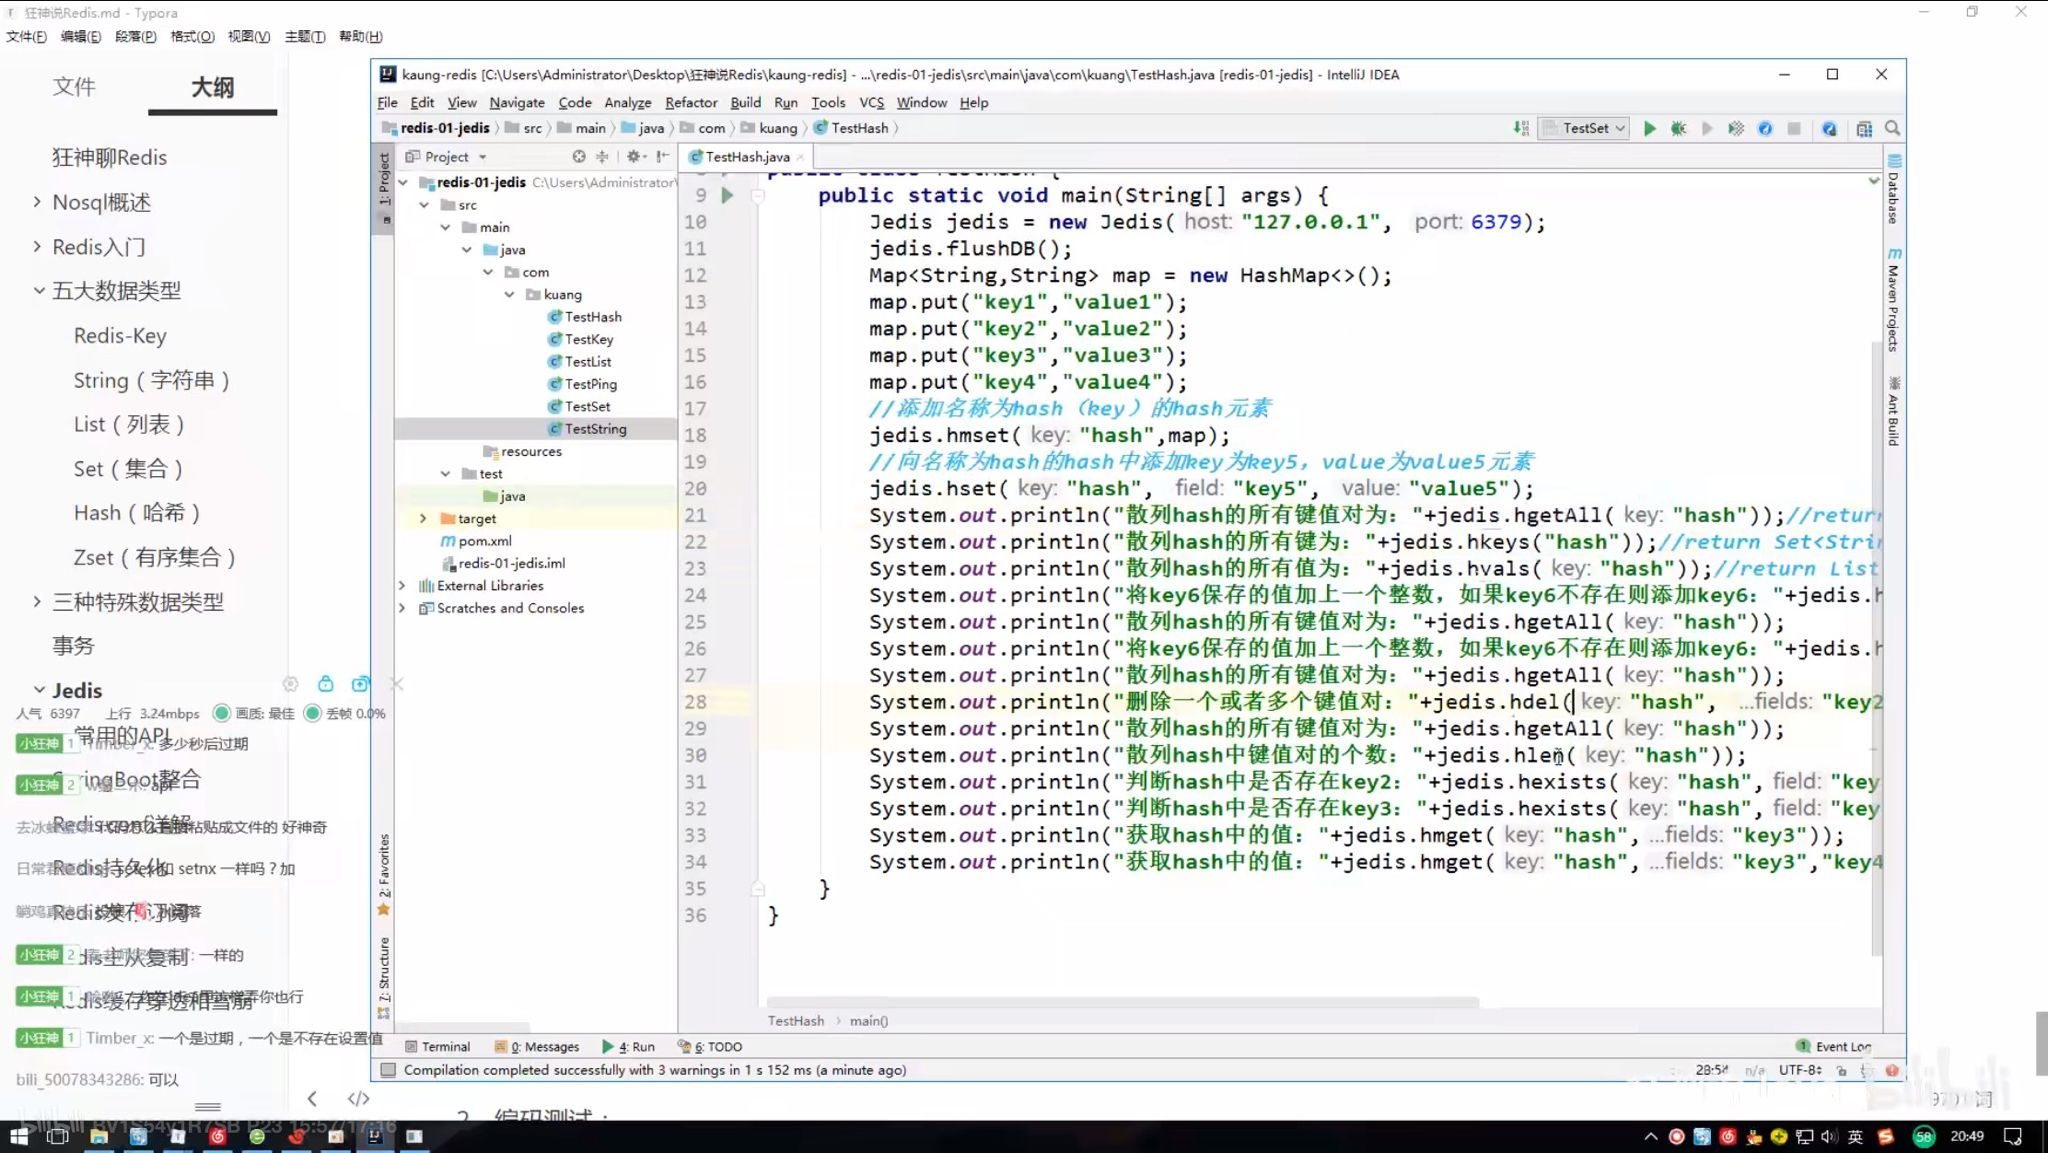 狂神说Redis.md - Typora
文件(F) 编辑(E) 段落(P) 格式(O) 视图(V) 主题(T) 帮助(H)
文件 大纲
狂神聊Redis
Nosql概述
Redis入门
五大数据类型
Redis-Key
String（字符串）
List（列表）
Set（集合）
Hash（哈希）
Zset（有序集合）
三种特殊数据类型
事务
Jedis
人气 6397 上行 3.24mbps 画质: 最佳 丢帧 0.0%
常用的API
小狂神 1 Timber_x: 多少秒后过期
SpringBoot整合
小狂神 2
Redis.conf详解
粘贴成文件的 好神奇
Redis持久化
setex和 setnx 一样吗？加
Redis发布订阅
小狂神 2 : 一样的
Redis主从复制
小狂神 1
Redis缓存穿透和雪崩
小狂神 1 Timber_x: 一个是过期，一个是不存在设置值
bili_50078343286: 可以
kaung-redis [C:\Users\Administrator\Desktop\狂神说Redis\kaung-redis] - ...\redis-01-jedis\src\main\java\com\kuang\TestHash.java [redis-01-jedis] - IntelliJ IDEA
File Edit View Navigate Code Analyze Refactor Build Run Tools VCS Window Help
redis-01-jedis src main java com kuang TestHash
TestSet
1: Project
Project
redis-01-jedis C:\Users\Administrator\
src
main
java
com
kuang
TestHash
TestKey
TestList
TestPing
TestSet
TestString
resources
test
java
target
pom.xml
redis-01-jedis.iml
External Libraries
Scratches and Consoles
2: Favorites
7: Structure
TestHash.java
9 public static void main(String[] args) {
10 Jedis jedis = new Jedis( host: "127.0.0.1", port: 6379);
11 jedis.flushDB();
12 Map<String,String> map = new HashMap<>();
13 map.put("key1","value1");
14 map.put("key2","value2");
15 map.put("key3","value3");
16 map.put("key4","value4");
17 //添加名称为hash（key）的hash元素
18 jedis.hmset( key: "hash",map);
19 //向名称为hash的hash中添加key为key5，value为value5元素
20 jedis.hset( key: "hash", field: "key5", value: "value5");
21 System.out.println("散列hash的所有键值对为："+jedis.hgetAll( key: "hash"));//return
22 System.out.println("散列hash的所有键为："+jedis.hkeys("hash"));//return Set<Stri
23 System.out.println("散列hash的所有值为："+jedis.hvals( key: "hash"));//return List
24 System.out.println("将key6保存的值加上一个整数，如果key6不存在则添加key6："+jedis.h
25 System.out.println("散列hash的所有键值对为："+jedis.hgetAll( key: "hash"));
26 System.out.println("将key6保存的值加上一个整数，如果key6不存在则添加key6："+jedis.h
27 System.out.println("散列hash的所有键值对为："+jedis.hgetAll( key: "hash"));
28 System.out.println("删除一个或者多个键值对："+jedis.hdel( key: "hash", ...fields: "key2
29 System.out.println("散列hash的所有键值对为："+jedis.hgetAll( key: "hash"));
30 System.out.println("散列hash中键值对的个数："+jedis.hlen( key: "hash"));
31 System.out.println("判断hash中是否存在key2："+jedis.hexists( key: "hash", field: "key
32 System.out.println("判断hash中是否存在key3："+jedis.hexists( key: "hash", field: "key
33 System.out.println("获取hash中的值："+jedis.hmget( key: "hash", ...fields: "key3"));
34 System.out.println("获取hash中的值："+jedis.hmget( key: "hash", ...fields: "key3","key4
35 }
36 }
TestHash main()
Database
Maven Projects
Ant Build
Terminal 0: Messages 4: Run 6: TODO
1 Event Log
Compilation completed successfully with 3 warnings in 1 s 152 ms (a minute ago)
28:54 n/a UTF-8
2、编码测试：
bilibili
bilibili BV1S54y1R7SB P23 15:57/17:16
英
58
20:49